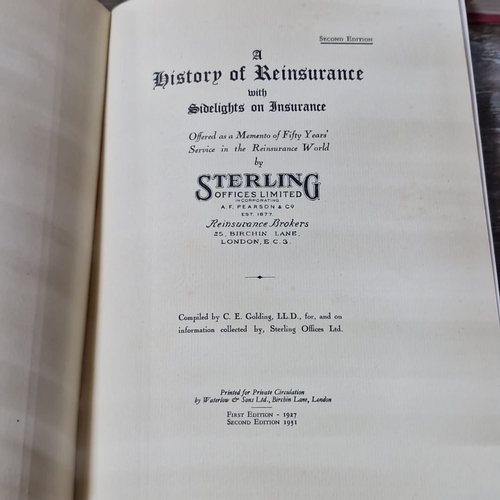 SECOND EDITION
A
History of Reinsurance
with
Sidelights on Insurance
Offered as a Memento of Fifty Years'
Service in the Reinsurance World
by
STERLING
OFFICES LIMITED
INCORPORATING
A. F. PEARSON & CO
EST. 1877.
Reinsurance Brokers
25, BIRCHIN LANE,
LONDON, E.C. 3.
Compiled by C. E. Golding, LL.D., for, and on
information collected by, Sterling Offices Ltd.
Printed for Private Circulation
by Waterlow & Sons Ltd., Birchin Lane, London
FIRST EDITION - 1927
SECOND EDITION 1931